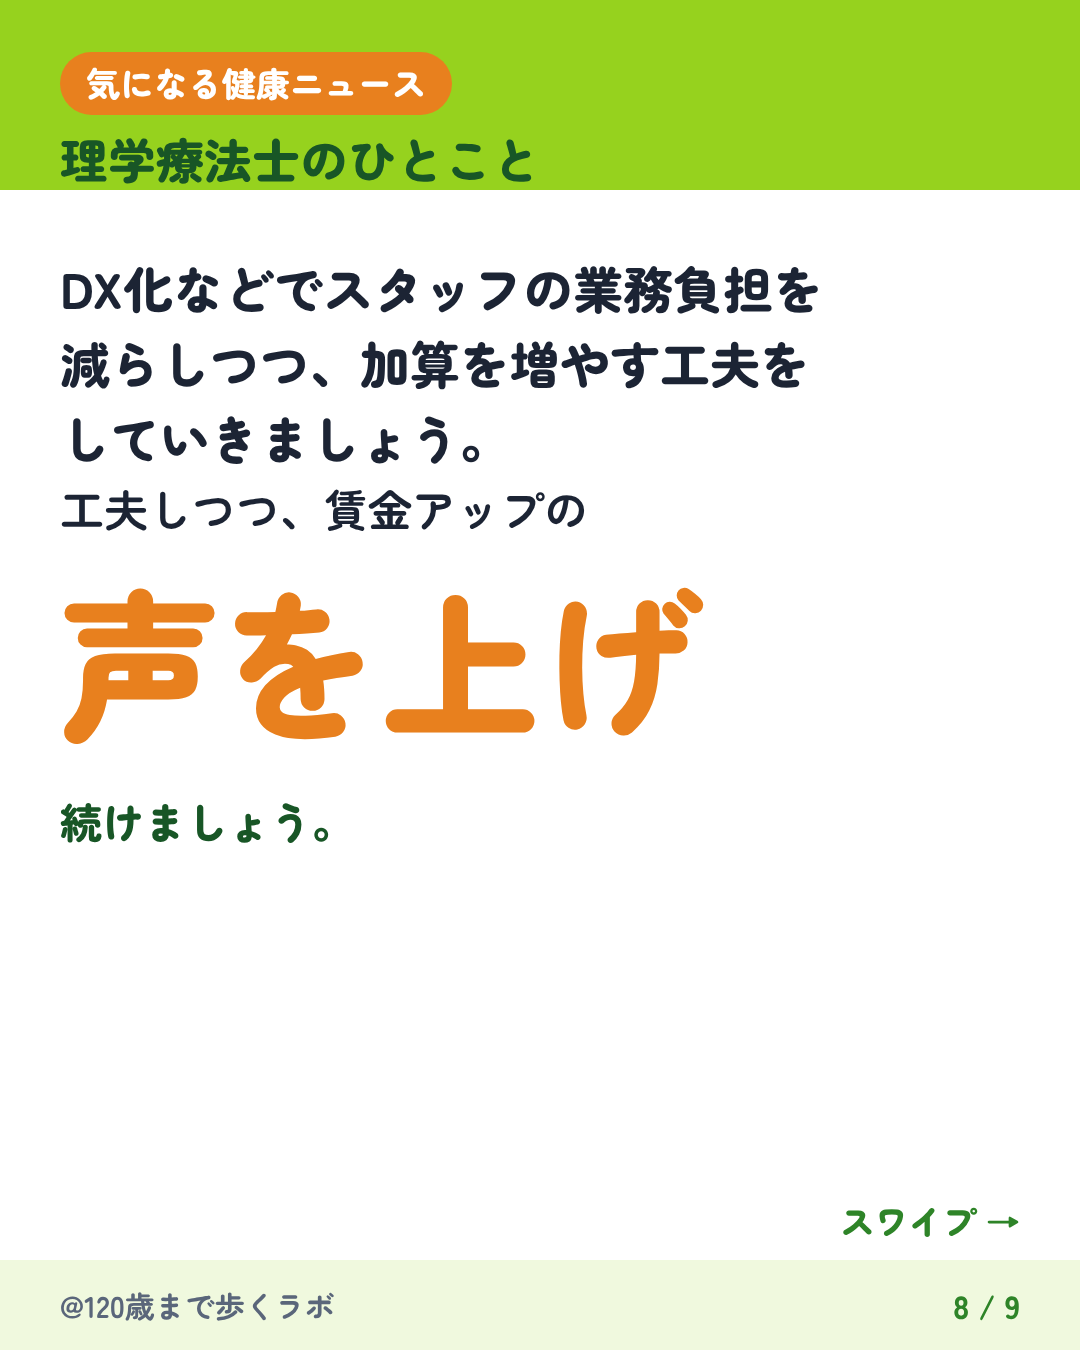 気になる健康ニュース
理学療法士のひとこと
DX化などでスタッフの業務負担を
減らしつつ、加算を増やす工夫を
していきましょう。
工夫しつつ、賃金アップの
声を上げ
続けましょう。
スワイプ →
@120歳まで歩くラボ
8 / 9